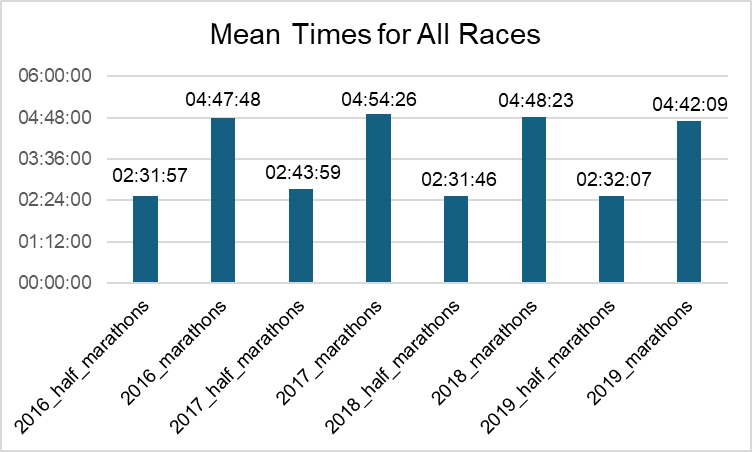 Mean Times for All Races
06:00:00
04:48:00
03:36:00
02:24:00
01:12:00
00:00:00
02:31:57
04:47:48
02:43:59
04:54:26
02:31:46
04:48:23
02:32:07
04:42:09
2016_half_marathons
2016_marathons
2017_half_marathons
2017_marathons
2018_half_marathons
2018_marathons
2019_half_marathons
2019_marathons